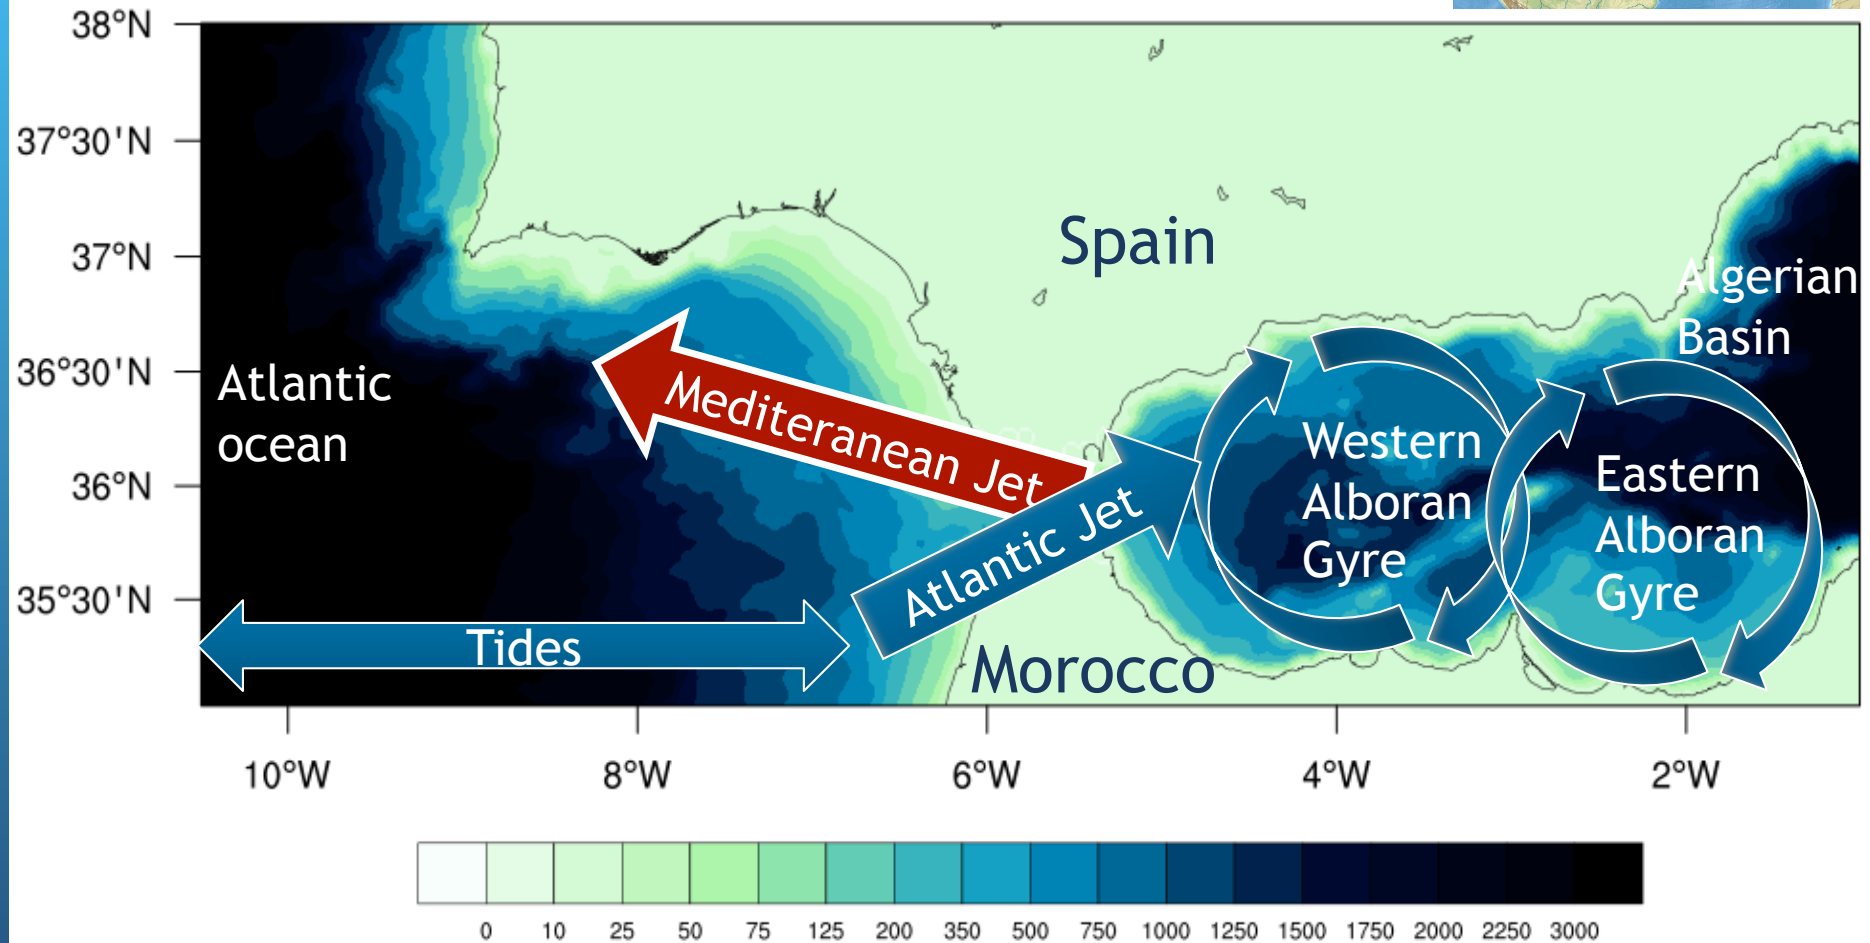 38°N
37°30'N
37°N
36°30'N
36°N
35°30'N
Spain
Algerian
Basin
Atlantic
ocean
Mediteranean Jet
Atlantic Jet
Western
Alboran
Gyre
Eastern
Alboran
Gyre
Tides
Morocco
10°W 8°W 6°W 4°W 2°W
0 10 25 50 75 125 200 350 500 750 1000 1250 1500 1750 2000 2250 3000